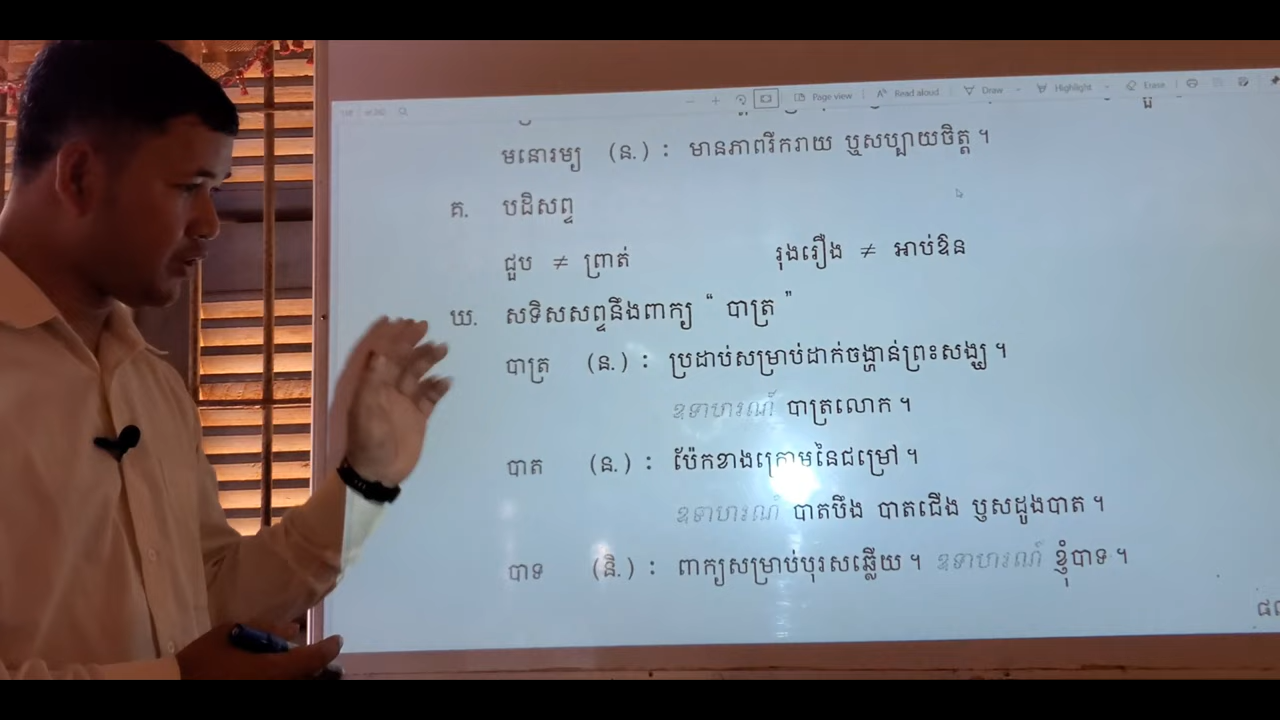 Page view Read aloud Draw Highlight Erase
មនោរម្យ (ន.) : មានភាពរីករាយ ឬសប្បាយចិត្ត ។
គ. បដិសព្ទ
ជួប ≠ ព្រាត់ រុងរឿង ≠ អាប់ឱន
ឃ. សទិសសព្ទនឹងពាក្យ “ បាត្រ ”
បាត្រ (ន.) : ប្រដាប់សម្រាប់ដាក់ចង្ហាន់ព្រះសង្ឃ ។
ឧទាហរណ៍ បាត្រលោក ។
បាត (ន.) : ប៉ែកខាងក្រោមនៃជម្រៅ ។
ឧទាហរណ៍ បាតបឹង បាតជើង ឫសដូងបាត ។
បាទ (និ.) : ពាក្យសម្រាប់បុរសឆ្លើយ ។ ឧទាហរណ៍ ខ្ញុំបាទ ។